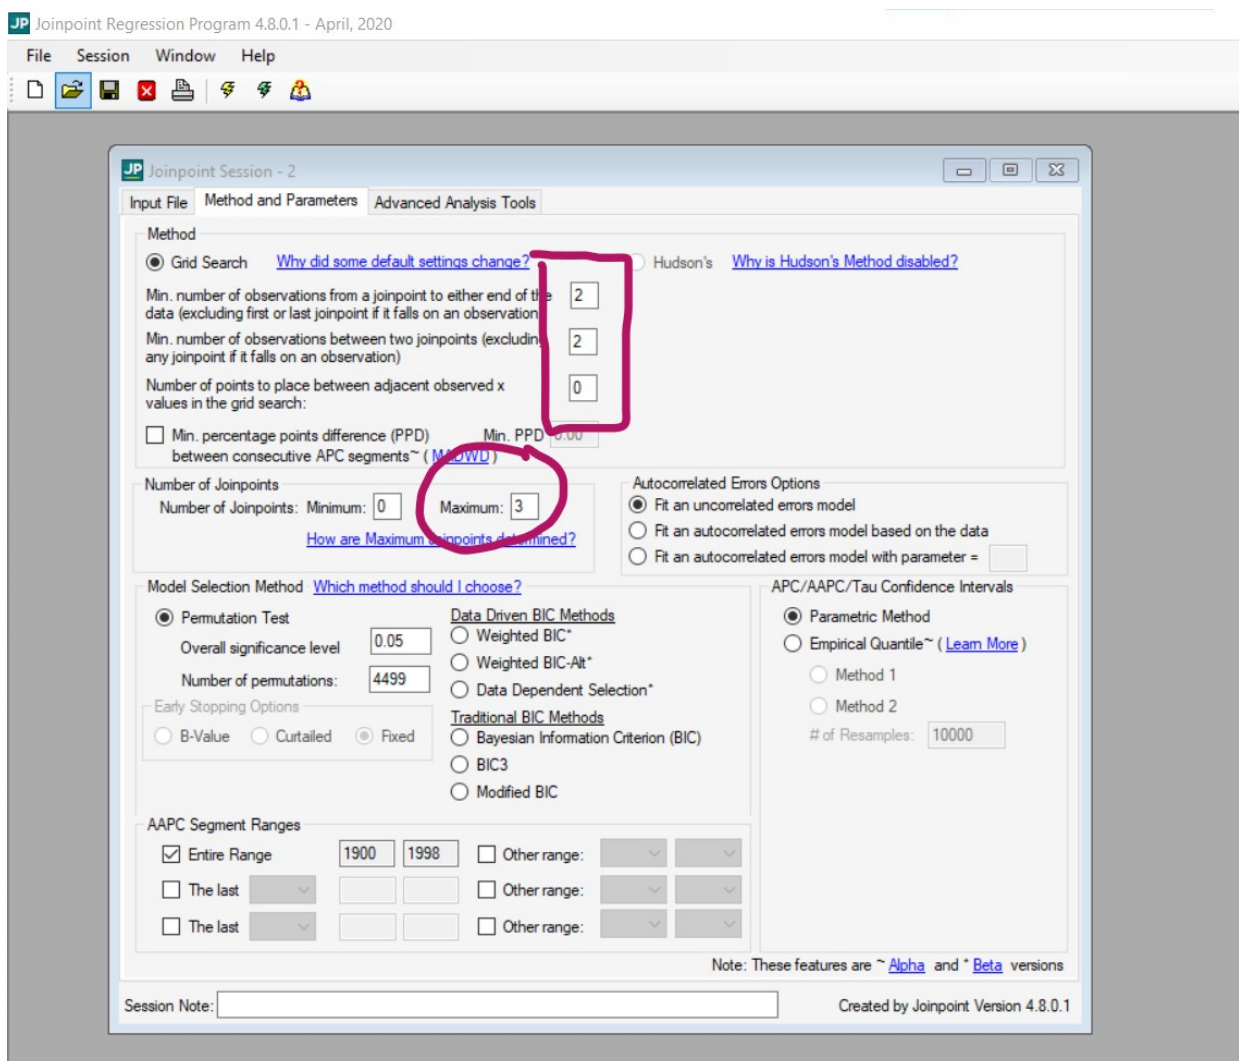 JP Joinpoint Regression Program 4.8.0.1 - April, 2020
File Session Window Help
JP Joinpoint Session - 2
Input File Method and Parameters Advanced Analysis Tools
Method
Grid Search Why did some default settings change? Hudson's Why is Hudson's Method disabled?
Min. number of observations from a joinpoint to either end of the
data (excluding first or last joinpoint if it falls on an observation
2
Min. number of observations between two joinpoints (excluding
any joinpoint if it falls on an observation)
2
Number of points to place between adjacent observed x
values in the grid search:
0
Min. percentage points difference (PPD) Min. PPD 0.00
between consecutive APC segments~ ( MADWD )
Number of Joinpoints
Number of Joinpoints: Minimum: 0 Maximum: 3
How are Maximum Joinpoints determined?
Autocorrelated Errors Options
Fit an uncorrelated errors model
Fit an autocorrelated errors model based on the data
Fit an autocorrelated errors model with parameter =
Model Selection Method Which method should I choose?
Permutation Test
Overall significance level 0.05
Number of permutations: 4499
Early Stopping Options
B-Value Curtailed Fixed
Data Driven BIC Methods
Weighted BIC*
Weighted BIC-Alt*
Data Dependent Selection*
Traditional BIC Methods
Bayesian Information Criterion (BIC)
BIC3
Modified BIC
APC/AAPC/Tau Confidence Intervals
Parametric Method
Empirical Quantile~ ( Learn More )
Method 1
Method 2
# of Resamples: 10000
AAPC Segment Ranges
Entire Range 1900 1998 Other range:
The last Other range:
The last Other range:
Note: These features are ~ Alpha and * Beta versions
Session Note: Created by Joinpoint Version 4.8.0.1